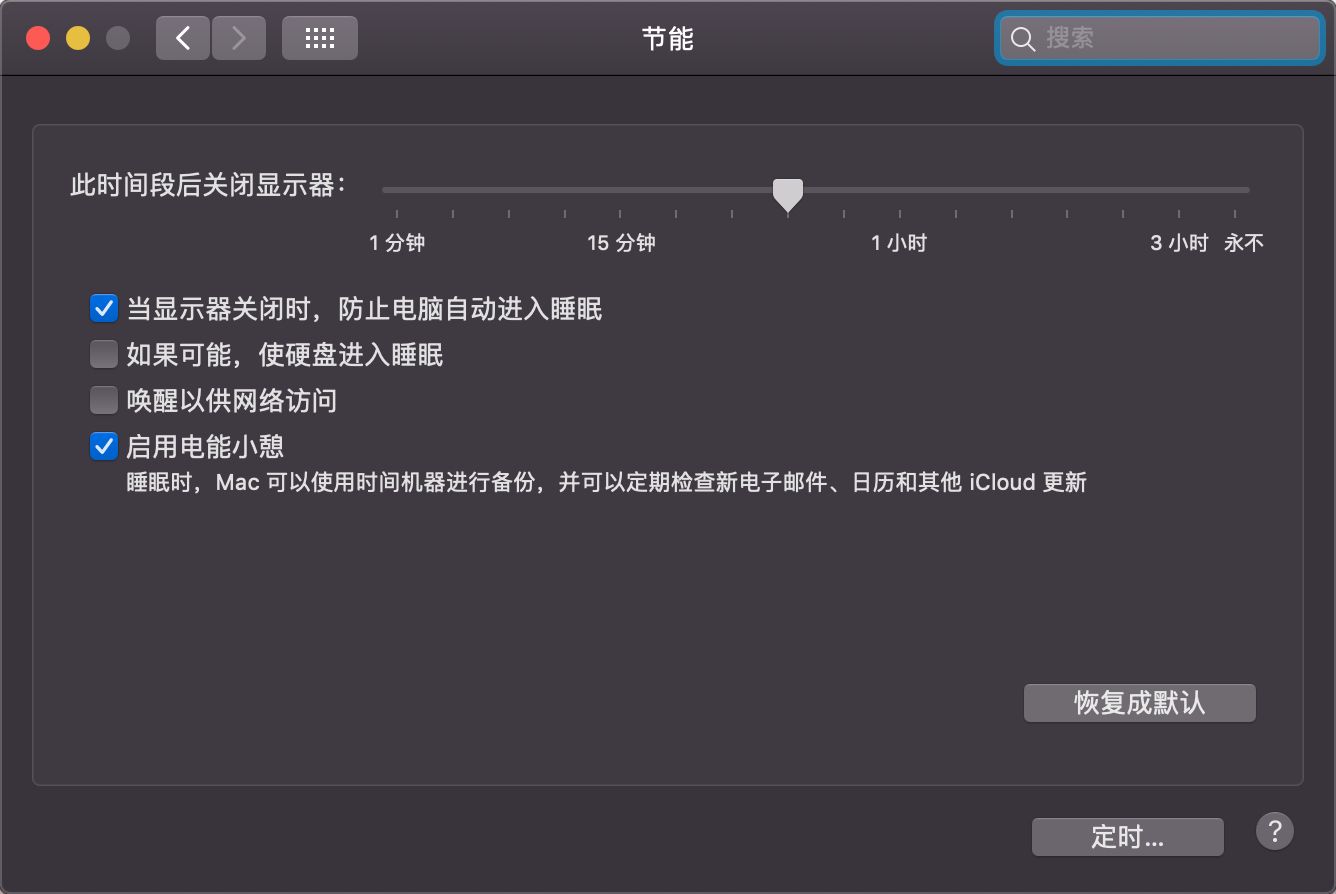 节能
搜索
此时间段后关闭显示器：
1 分钟 15 分钟 1 小时 3 小时 永不
当显示器关闭时，防止电脑自动进入睡眠
如果可能，使硬盘进入睡眠
唤醒以供网络访问
启用电能小憩
睡眠时，Mac 可以使用时间机器进行备份，并可以定期检查新电子邮件、日历和其他 iCloud 更新
恢复成默认
定时...
?